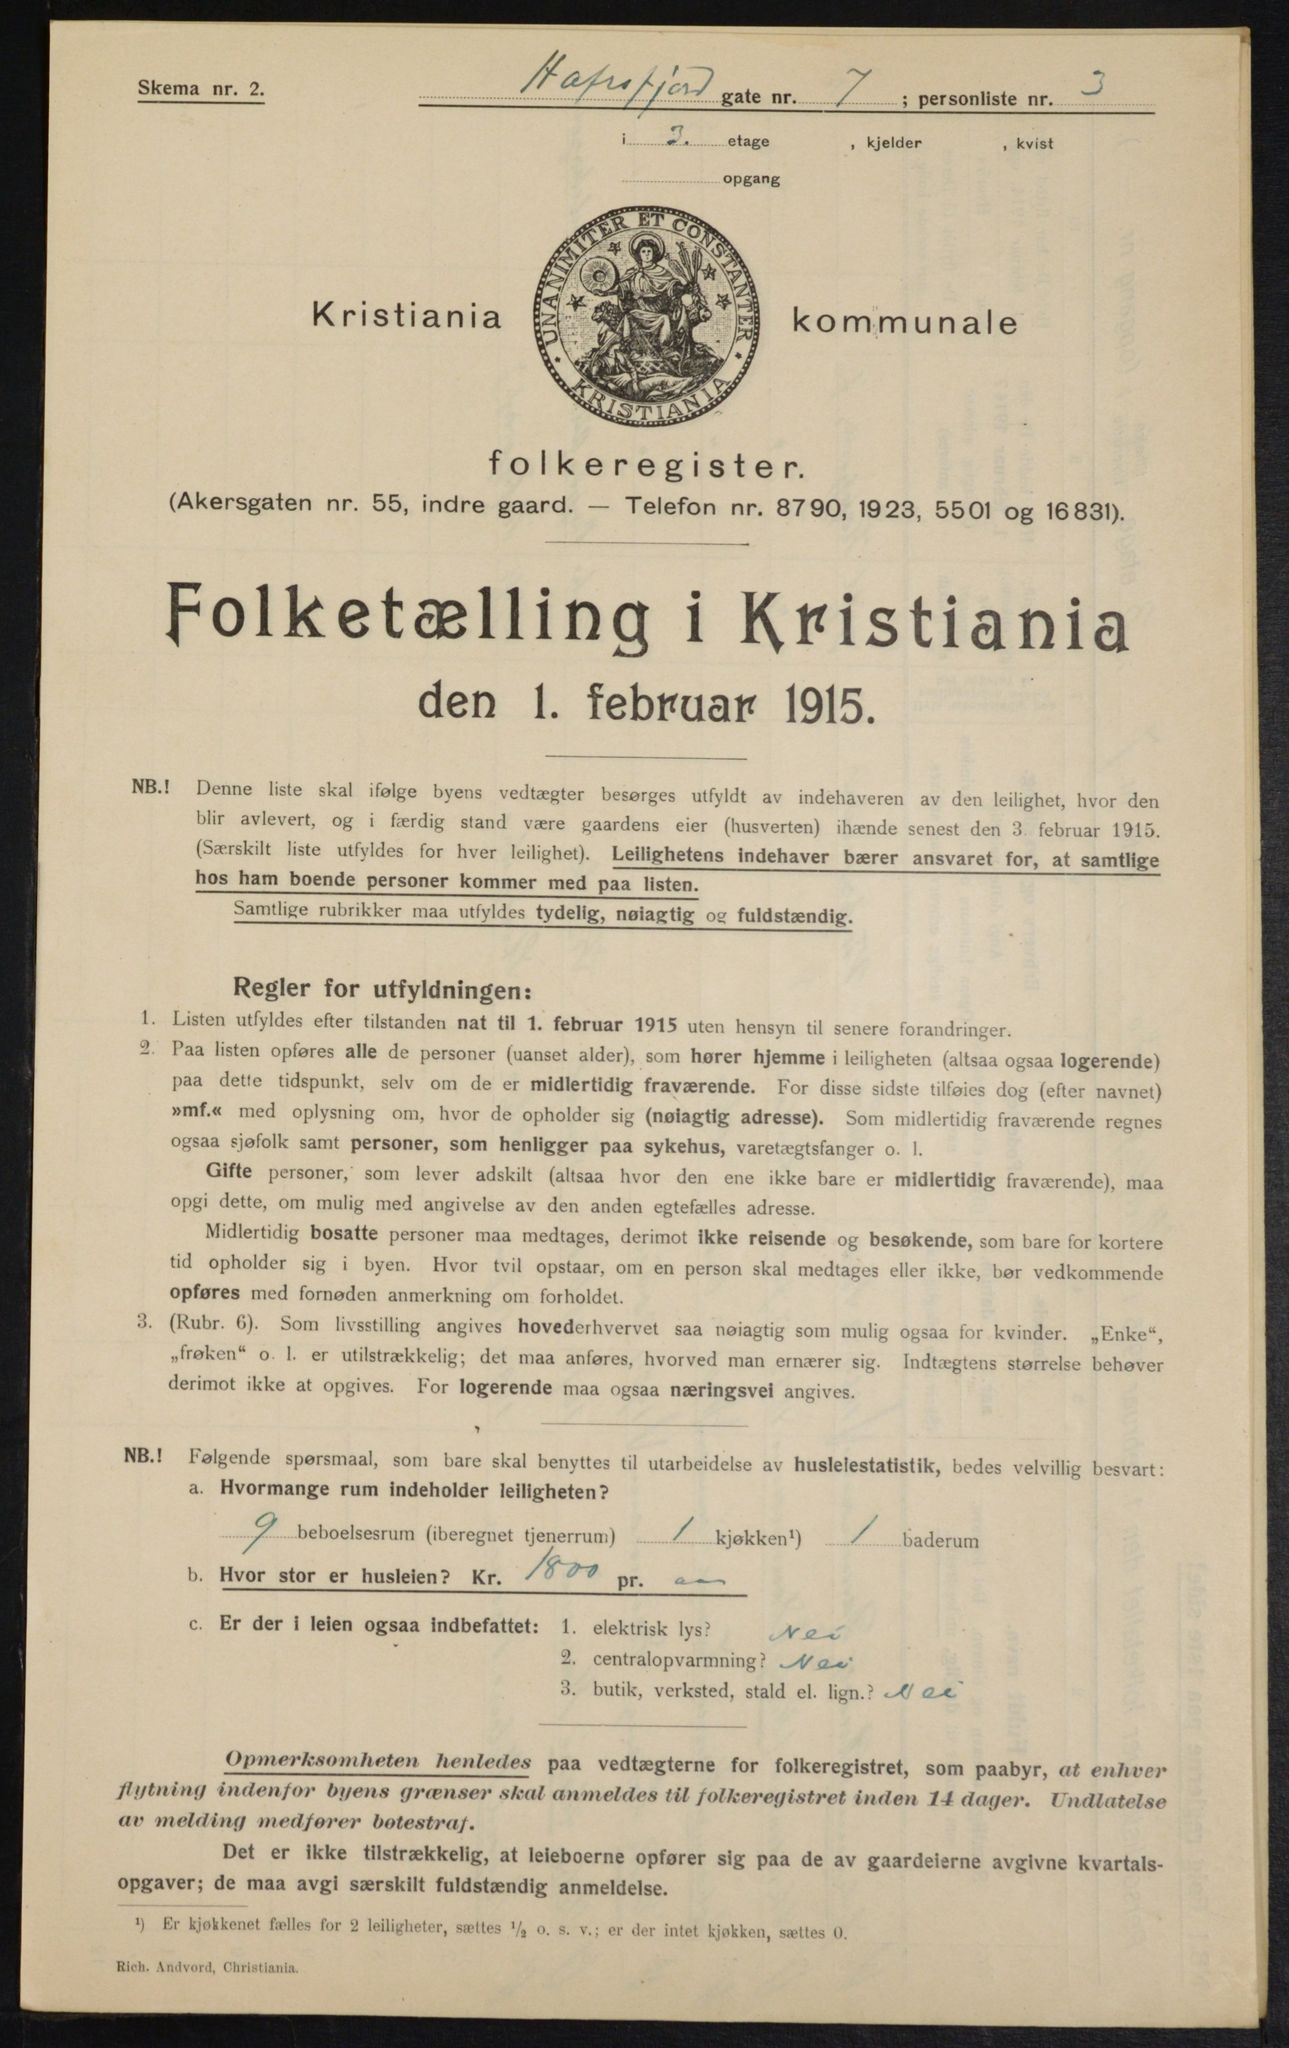 Skema nr. 2.
Hafrsfjord gate nr. 7 ; personliste nr. 3
i 3. etage , kjelder , kvist
opgang
UNANIMITER ET CONSTANTER
KRISTIANIA
Kristiania kommunale
folkeregister.
(Akersgaten nr. 55, indre gaard. — Telefon nr. 8790, 1923, 5501 og 16831).
Folketælling i Kristiania
den 1. februar 1915.
NB.! Denne liste skal ifølge byens vedtægter besørges utfyldt av indehaveren av den leilighet, hvor den
blir avlevert, og i færdig stand være gaardens eier (husverten) ihænde senest den 3. februar 1915.
(Særskilt liste utfyldes for hver leilighet). Leilighetens indehaver bærer ansvaret for, at samtlige
hos ham boende personer kommer med paa listen.
Samtlige rubrikker maa utfyldes tydelig, nøiagtig og fuldstændig.
Regler for utfyldningen:
1. Listen utfyldes efter tilstanden nat til 1. februar 1915 uten hensyn til senere forandringer.
2. Paa listen opføres alle de personer (uanset alder), som hører hjemme i leiligheten (altsaa ogsaa logerende)
paa dette tidspunkt, selv om de er midlertidig fraværende. For disse sidste tilføies dog (efter navnet)
»mf.« med oplysning om, hvor de opholder sig (nøiagtig adresse). Som midlertidig fraværende regnes
ogsaa sjøfolk samt personer, som henligger paa sykehus, varetægtsfanger o. l.
Gifte personer, som lever adskilt (altsaa hvor den ene ikke bare er midlertidig fraværende), maa
opgi dette, om mulig med angivelse av den anden egtefælles adresse.
Midlertidig bosatte personer maa medtages, derimot ikke reisende og besøkende, som bare for kortere
tid opholder sig i byen. Hvor tvil opstaar, om en person skal medtages eller ikke, bør vedkommende
opføres med fornøden anmerkning om forholdet.
3. (Rubr. 6). Som livsstilling angives hovederhvervet saa nøiagtig som mulig ogsaa for kvinder. „Enke“,
„frøken“ o. l. er utilstrækkelig; det maa anføres, hvorved man ernærer sig. Indtægtens størrelse behøver
derimot ikke at opgives. For logerende maa ogsaa næringsvei angives.
NB.! Følgende spørsmaal, som bare skal benyttes til utarbeidelse av husleiestatistik, bedes velvillig besvart:
a. Hvormange rum indeholder leiligheten?
9 beboelsesrum (iberegnet tjenerrum) 1 kjøkken¹) 1 baderum
b. Hvor stor er husleien? Kr. 1800 pr. aar
c. Er der i leien ogsaa indbefattet: 1. elektrisk lys? Nei
2. centralopvarmning? Nei
3. butik, verksted, stald el. lign.? Nei
Opmerksomheten henledes paa vedtægterne for folkeregistret, som paabyr, at enhver
flytning indenfor byens grænser skal anmeldes til folkeregistret inden 14 dager. Undlatelse
av melding medfører botestraf.
Det er ikke tilstrækkelig, at leieboerne opfører sig paa de av gaardeierne avgivne kvartals-
opgaver; de maa avgi særskilt fuldstændig anmeldelse.
¹) Er kjøkkenet fælles for 2 leiligheter, sættes ½ o. s. v.; er der intet kjøkken, sættes 0.
Rich. Andvord, Christiania.